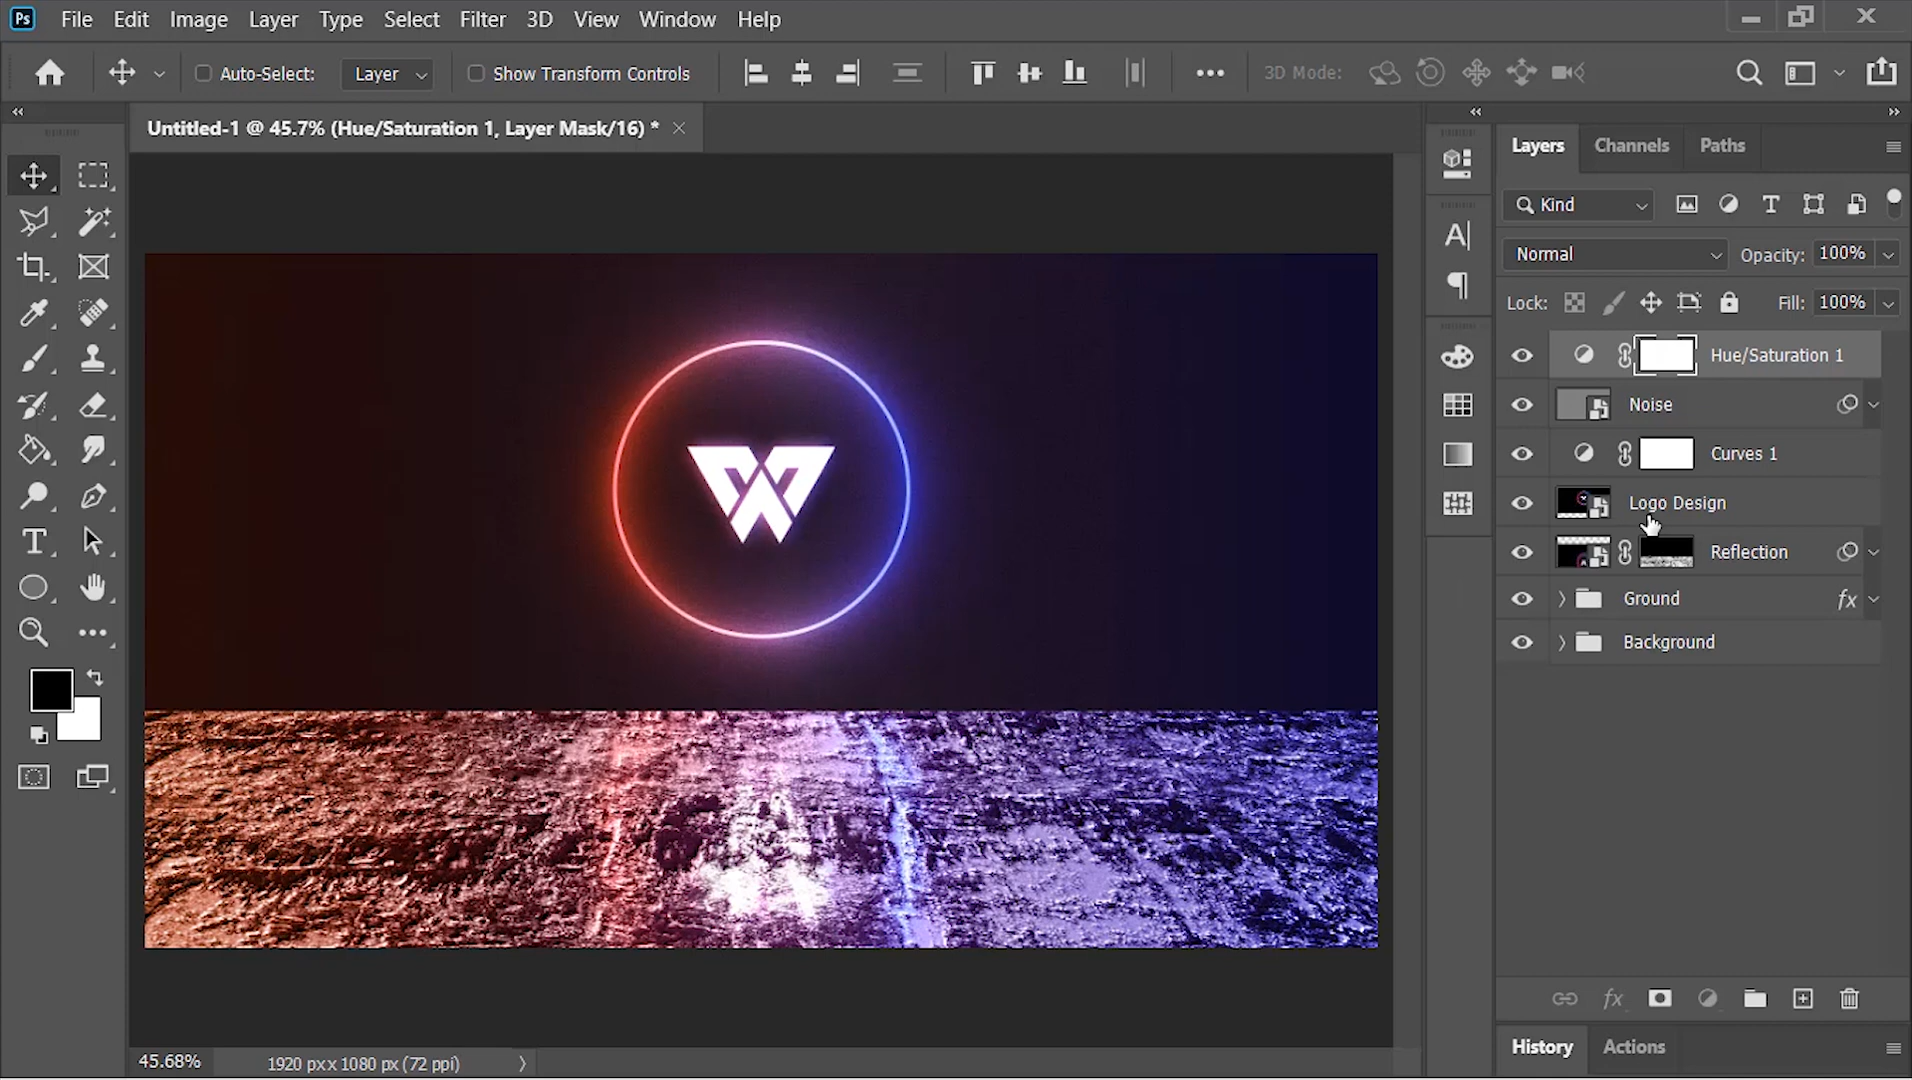 Ps File Edit Image Layer Type Select Filter 3D View Window Help
Auto-Select: Layer Show Transform Controls 3D Mode:
Untitled-1 @ 45.7% (Hue/Saturation 1, Layer Mask/16) *
Layers Channels Paths
Kind
Normal Opacity: 100%
Lock: Fill: 100%
Hue/Saturation 1
Noise
Curves 1
Logo Design
Reflection
Ground fx
Background
fx
History Actions
45.68% 1920 px x 1080 px (72 ppi)